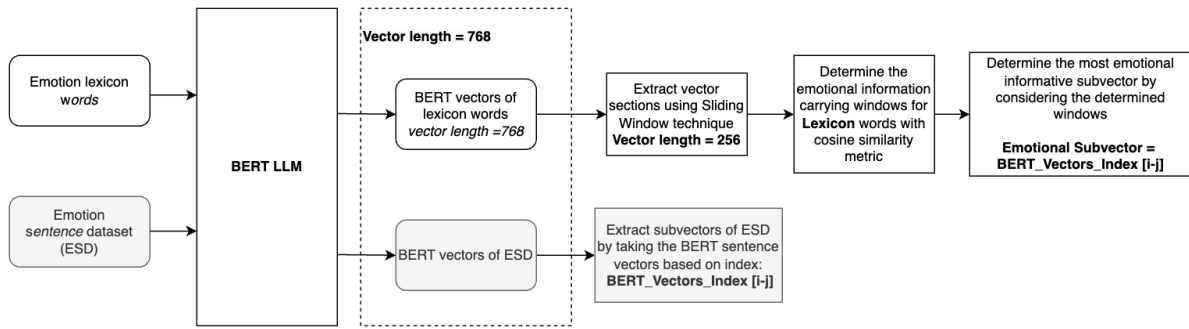 Emotion lexicon
words
BERT LLM
Vector length = 768
BERT vectors of
lexicon words
vector length =768
Extract vector
sections using Sliding
Window technique
Vector length = 256
Determine the
emotional information
carrying windows for
Lexicon words with
cosine similarity
metric
Determine the most emotional
informative subvector by
considering the determined
windows
Emotional Subvector =
BERT_Vectors_Index [i-j]
Emotion
sentence dataset
(ESD)
BERT vectors of ESD
Extract subvectors of ESD
by taking the BERT sentence
vectors based on index:
BERT_Vectors_Index [i-j]